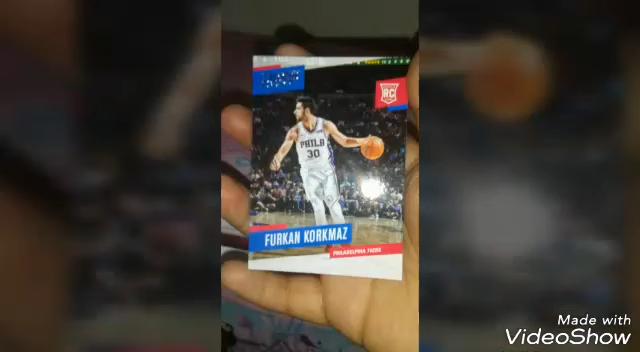 RC
PHILA
30
FURKAN KORKMAZ
PHILADELPHIA 76ERS
Made with
VideoShow